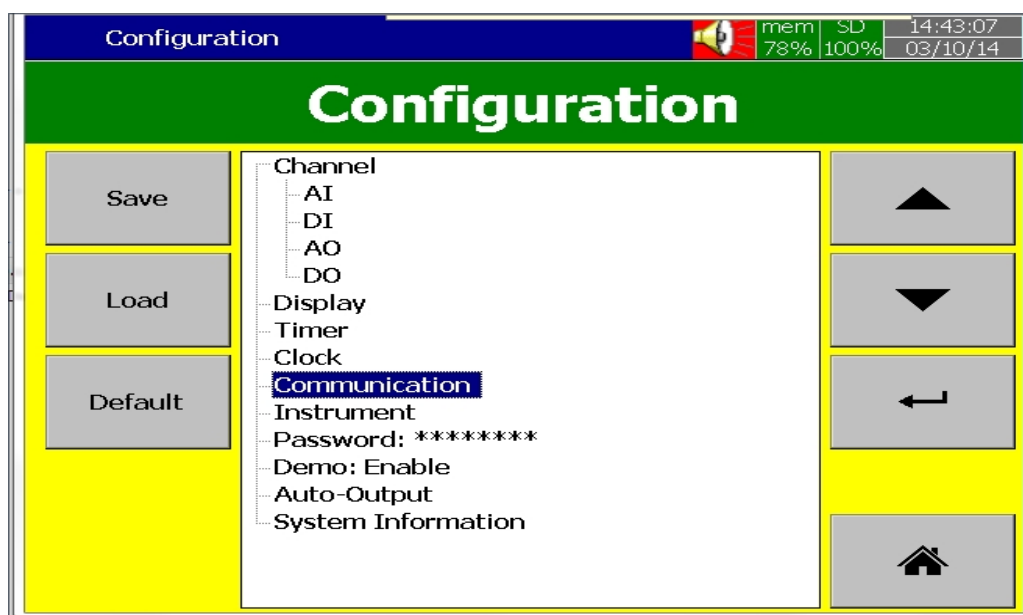 Configuration
mem 78%
SD 100%
14:43:07
03/10/14
Configuration
Save
Load
Default
Channel
AI
DI
AO
DO
Display
Timer
Clock
Communication
Instrument
Password: ********
Demo: Enable
Auto-Output
System Information